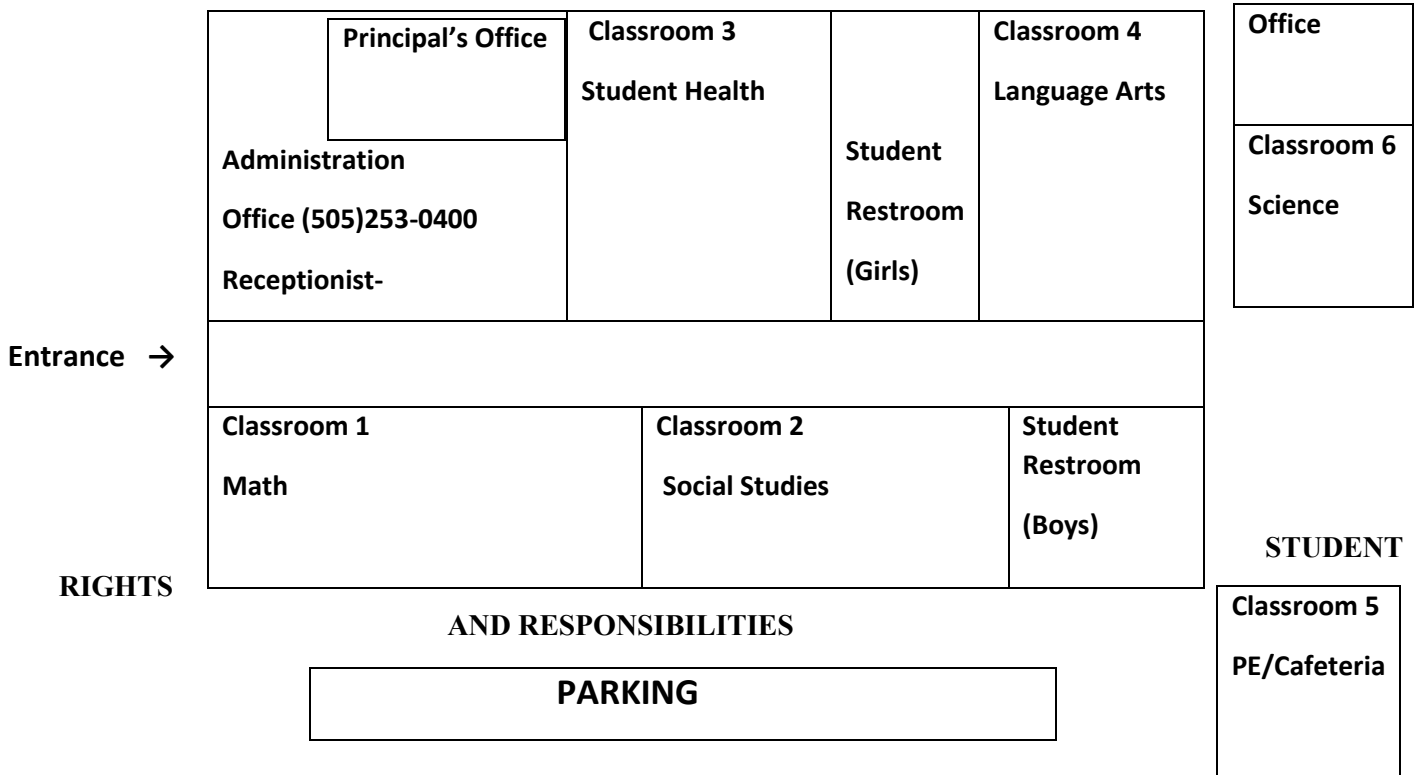 Principal’s Office
Administration
Office (505)253-0400
Receptionist-
Classroom 3
Student Health
Student
Restroom
(Girls)
Classroom 4
Language Arts
Office
Classroom 6
Science
Entrance →
Classroom 1
Math
Classroom 2
Social Studies
Student
Restroom
(Boys)
STUDENT
RIGHTS
AND RESPONSIBILITIES
Classroom 5
PE/Cafeteria
PARKING